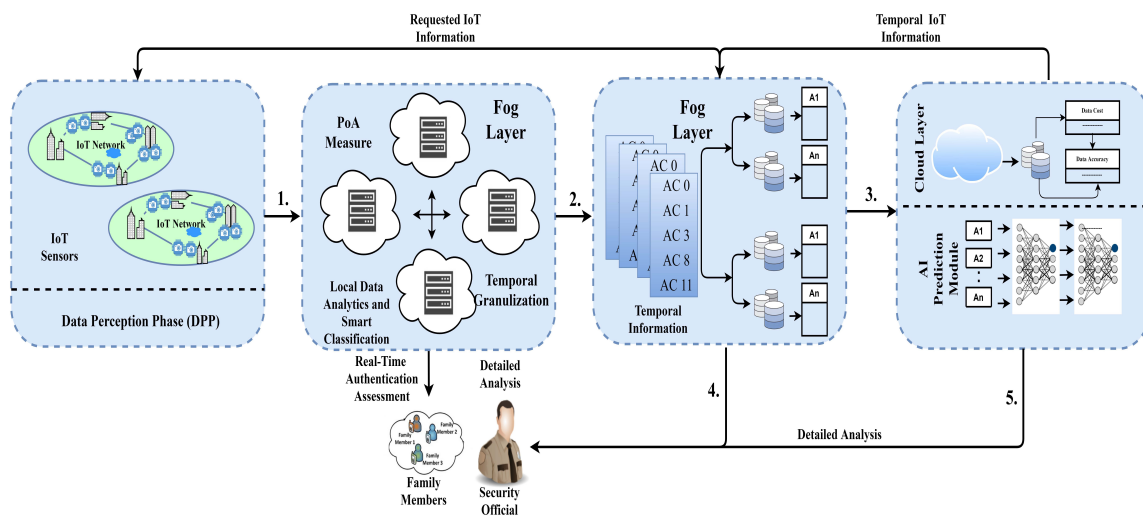 Requested IoT
Information
Temporal IoT
Information
IoT Network
IoT Network
IoT
Sensors
Data Perception Phase (DPP)
1.
PoA
Measure
Fog
Layer
Local Data
Analytics and
Smart
Classification
Temporal
Granulization
2.
Fog
Layer
AC 0
AC 0
AC 0
AC 1
AC 3
AC 8
AC 11
Temporal
Information
A1
An
A1
An
3.
Cloud Layer
Data Cost
Data Accuracy
AI
Prediction
Module
A1
A2
An
Real-Time
Authentication
Assessment
Detailed
Analysis
4.
5.
Detailed Analysis
Family
Member 1
Family
Member 2
Family
Member 3
Family
Members
Security
Official